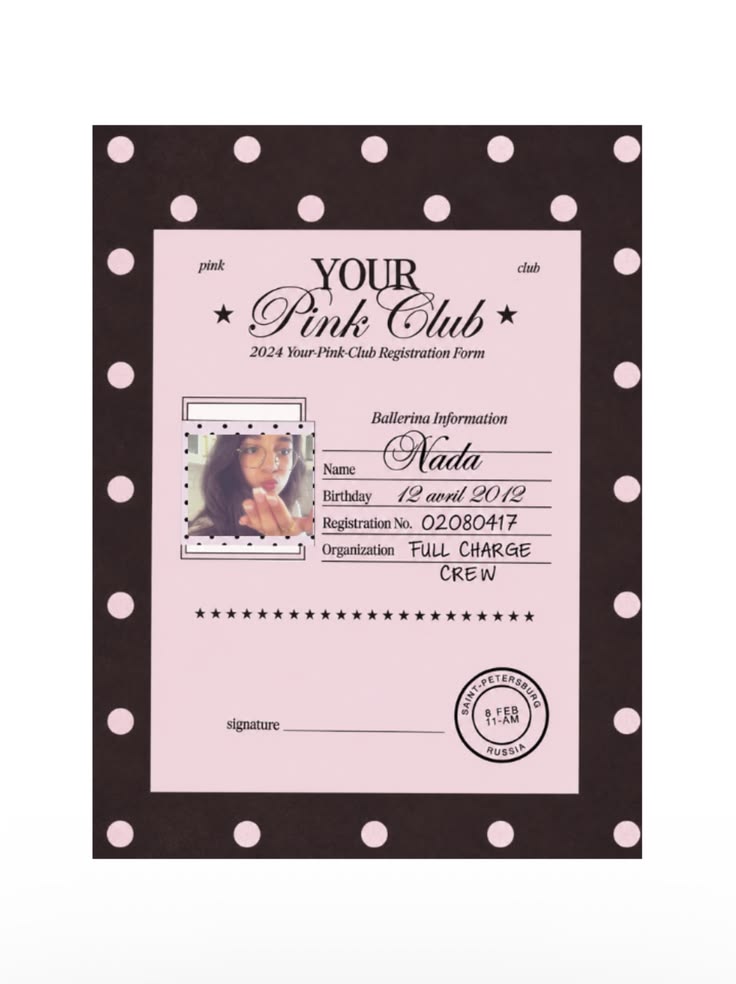 pink
club
YOUR
Pink Club
2024 Your-Pink-Club Registration Form
Ballerina Information
Name Nada
Birthday 12 avril 2012
Registration No. 02080417
Organization FULL CHARGE
CREW
signature
SAINT-PETERSBURG
8 FEB
11-AM
RUSSIA